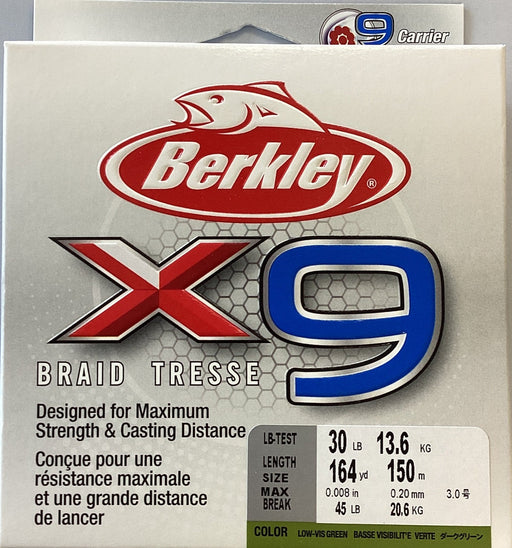 9 Carrier
Berkley®
X9
BRAID TRESSE
Designed for Maximum
Strength & Casting Distance
Conçue pour une
résistance maximale
et une grande distance
de lancer
LB-TEST 30 LB 13.6 KG
LENGTH 164 yd 150 m
SIZE 0.008 in 0.20 mm 3.0号
MAX BREAK 45 LB 20.6 KG
COLOR LOW-VIS GREEN BASSE VISIBILIT'E VERTE ダークグリーン